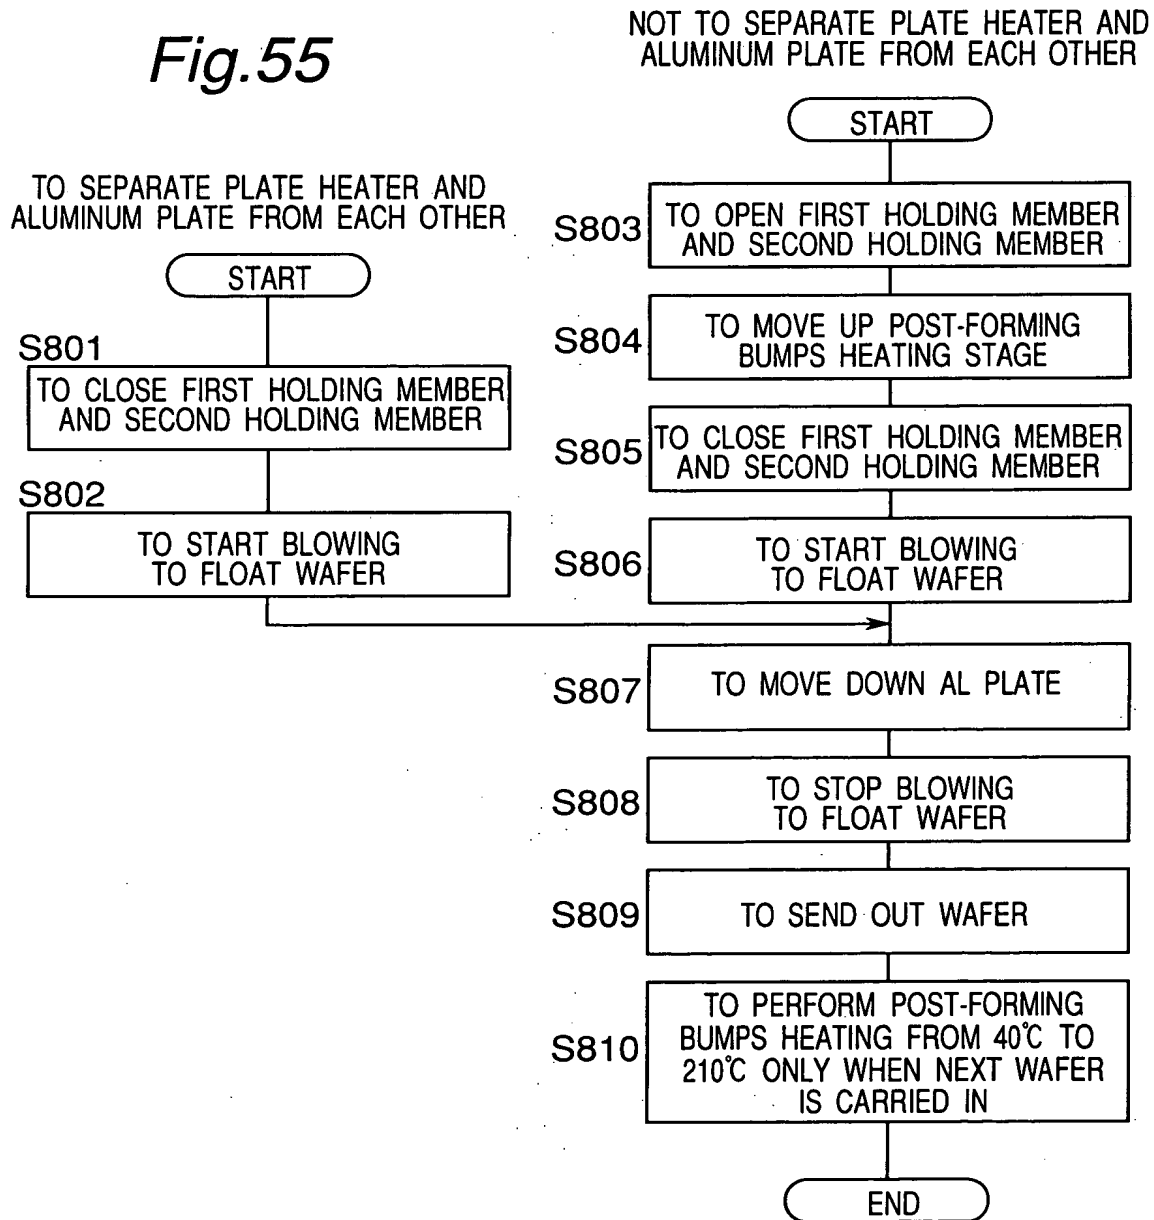 Fig.55
TO SEPARATE PLATE HEATER AND
ALUMINUM PLATE FROM EACH OTHER
START
S801
TO CLOSE FIRST HOLDING MEMBER
AND SECOND HOLDING MEMBER
S802
TO START BLOWING
TO FLOAT WAFER
NOT TO SEPARATE PLATE HEATER AND
ALUMINUM PLATE FROM EACH OTHER
START
S803
TO OPEN FIRST HOLDING MEMBER
AND SECOND HOLDING MEMBER
S804
TO MOVE UP POST-FORMING
BUMPS HEATING STAGE
S805
TO CLOSE FIRST HOLDING MEMBER
AND SECOND HOLDING MEMBER
S806
TO START BLOWING
TO FLOAT WAFER
S807
TO MOVE DOWN AL PLATE
S808
TO STOP BLOWING
TO FLOAT WAFER
S809
TO SEND OUT WAFER
S810
TO PERFORM POST-FORMING
BUMPS HEATING FROM 40℃ TO
210℃ ONLY WHEN NEXT WAFER
IS CARRIED IN
END